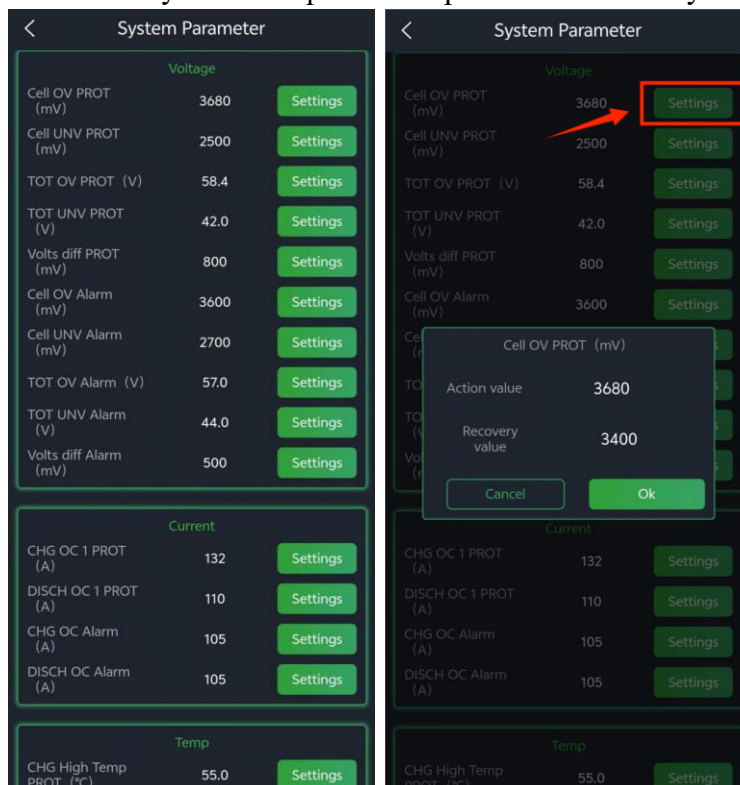 System Parameter
Voltage
Cell OV PROT (mV) 3680 Settings
Cell UNV PROT (mV) 2500 Settings
TOT OV PROT (V) 58.4 Settings
TOT UNV PROT (V) 42.0 Settings
Volts diff PROT (mV) 800 Settings
Cell OV Alarm (mV) 3600 Settings
Cell UNV Alarm (mV) 2700 Settings
TOT OV Alarm (V) 57.0 Settings
TOT UNV Alarm (V) 44.0 Settings
Volts diff Alarm (mV) 500 Settings
Current
CHG OC 1 PROT (A) 132 Settings
DISCH OC 1 PROT (A) 110 Settings
CHG OC Alarm (A) 105 Settings
DISCH OC Alarm (A) 105 Settings
Temp
CHG High Temp PROT (℃) 55.0 Settings
System Parameter
Voltage
Cell OV PROT (mV) 3680 Settings
Cell UNV PROT (mV) 2500 Settings
TOT OV PROT (V) 58.4 Settings
TOT UNV PROT (V) 42.0 Settings
Volts diff PROT (mV) 800 Settings
Cell OV Alarm (mV) 3600 Settings
Cell OV PROT (mV)
Action value 3680
Recovery value 3400
Cancel Ok
Current
CHG OC 1 PROT (A) 132 Settings
DISCH OC 1 PROT (A) 110 Settings
CHG OC Alarm (A) 105 Settings
DISCH OC Alarm (A) 105 Settings
Temp
CHG High Temp PROT (℃) 55.0 Settings